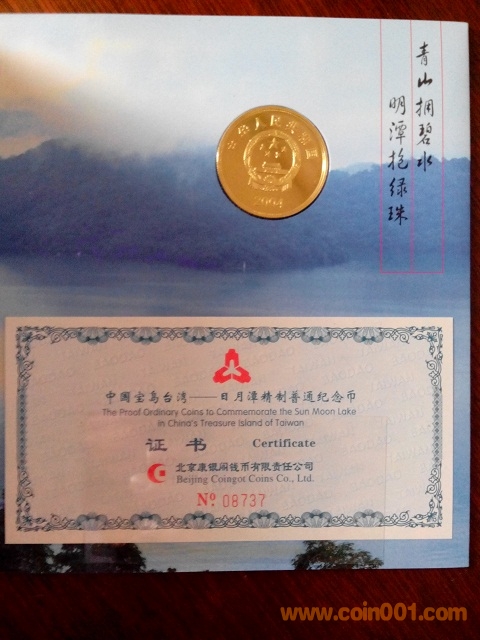 青山拥碧水
明潭抱绿珠
中华人民共和国
2004
中国宝岛台湾——日月潭精制普通纪念币
The Proof Ordinary Coins to Commemorate the Sun Moon Lake
in China's Treasure Island of Taiwan
证书 Certificate
北京康银阁钱币有限责任公司
Beijing Coingot Coins Co., Ltd.
№ 08737
www.coin001.com